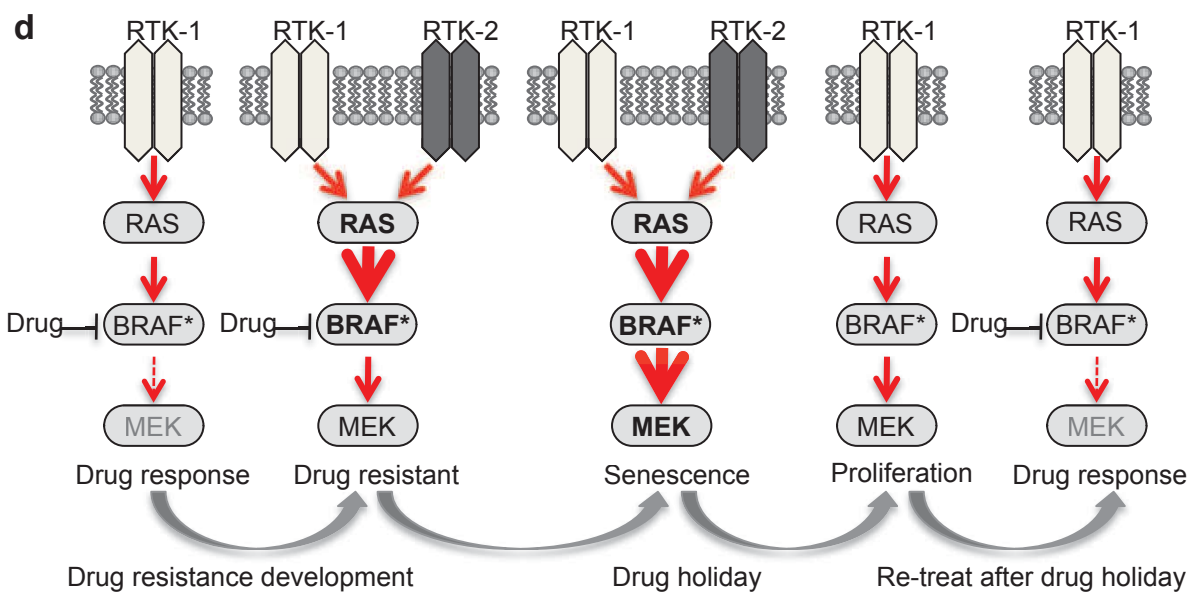 d
RTK-1 RTK-1 RTK-2 RTK-1 RTK-2 RTK-1 RTK-1
RAS RAS RAS RAS RAS
Drug BRAF* Drug BRAF* BRAF* BRAF* Drug BRAF*
MEK MEK MEK MEK MEK
Drug response Drug resistant Senescence Proliferation Drug response
Drug resistance development Drug holiday Re-treat after drug holiday